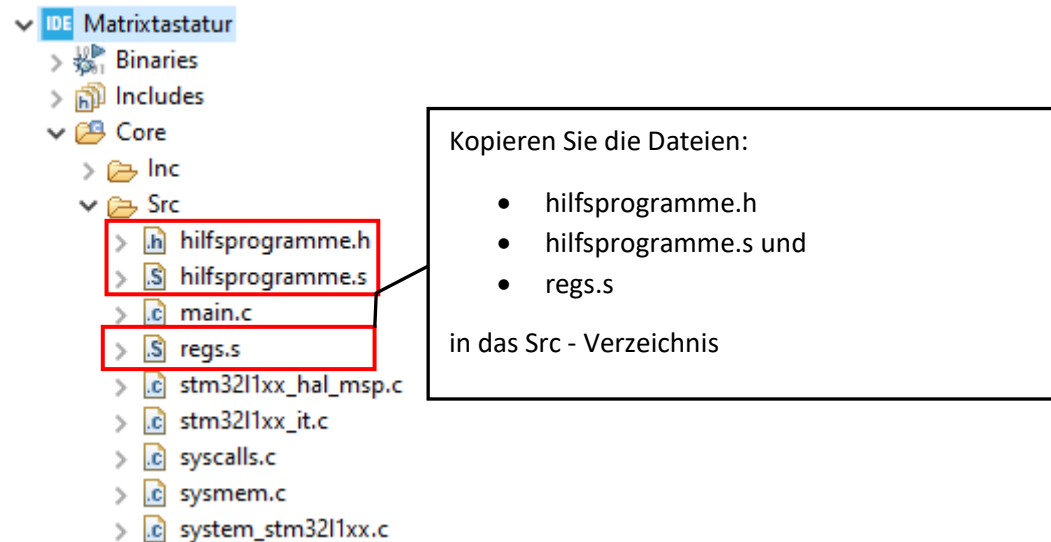 IDE Matrixtastatur
Binaries
Includes
Core
Inc
Src
.h hilfsprogramme.h
.S hilfsprogramme.s
.c main.c
.S regs.s
.c stm32l1xx_hal_msp.c
.c stm32l1xx_it.c
.c syscalls.c
.c sysmem.c
.c system_stm32l1xx.c
Kopieren Sie die Dateien:
• hilfsprogramme.h
• hilfsprogramme.s und
• regs.s
in das Src - Verzeichnis